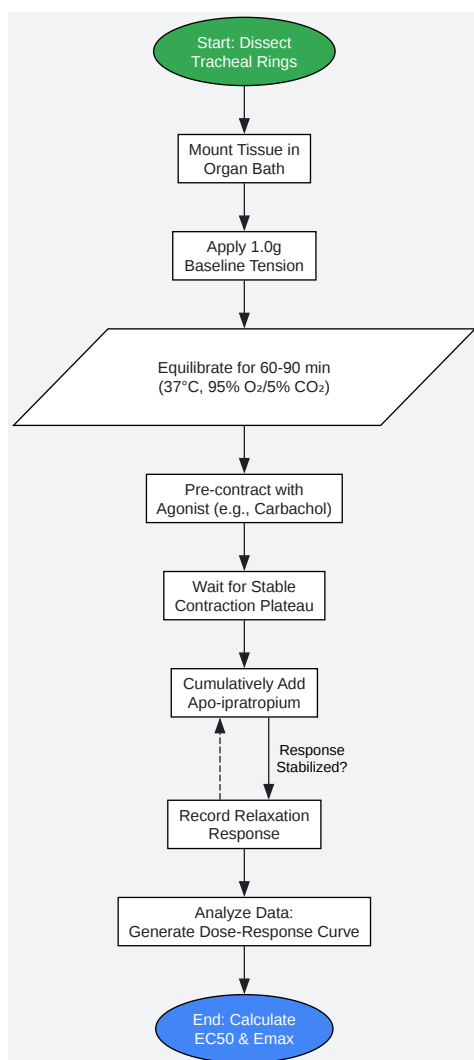 Start: Dissect
Tracheal Rings
Mount Tissue in
Organ Bath
Apply 1.0g
Baseline Tension
Equilibrate for 60-90 min
(37°C, 95% O₂/5% CO₂)
Pre-contract with
Agonist (e.g., Carbachol)
Wait for Stable
Contraction Plateau
Cumulatively Add
Apo-ipratropium
Response
Stabilized?
Record Relaxation
Response
Analyze Data:
Generate Dose-Response Curve
End: Calculate
EC50 & Emax